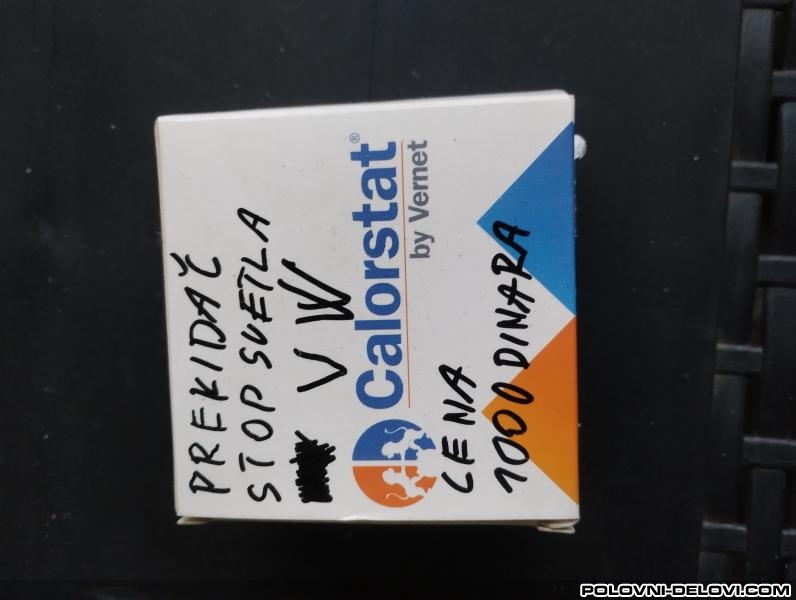 PREKIDAČ
STOP SVETLA
VW
Calorstat®
by Vernet
CENA
1000 DINARA
POLOVNI-DELOVI.COM